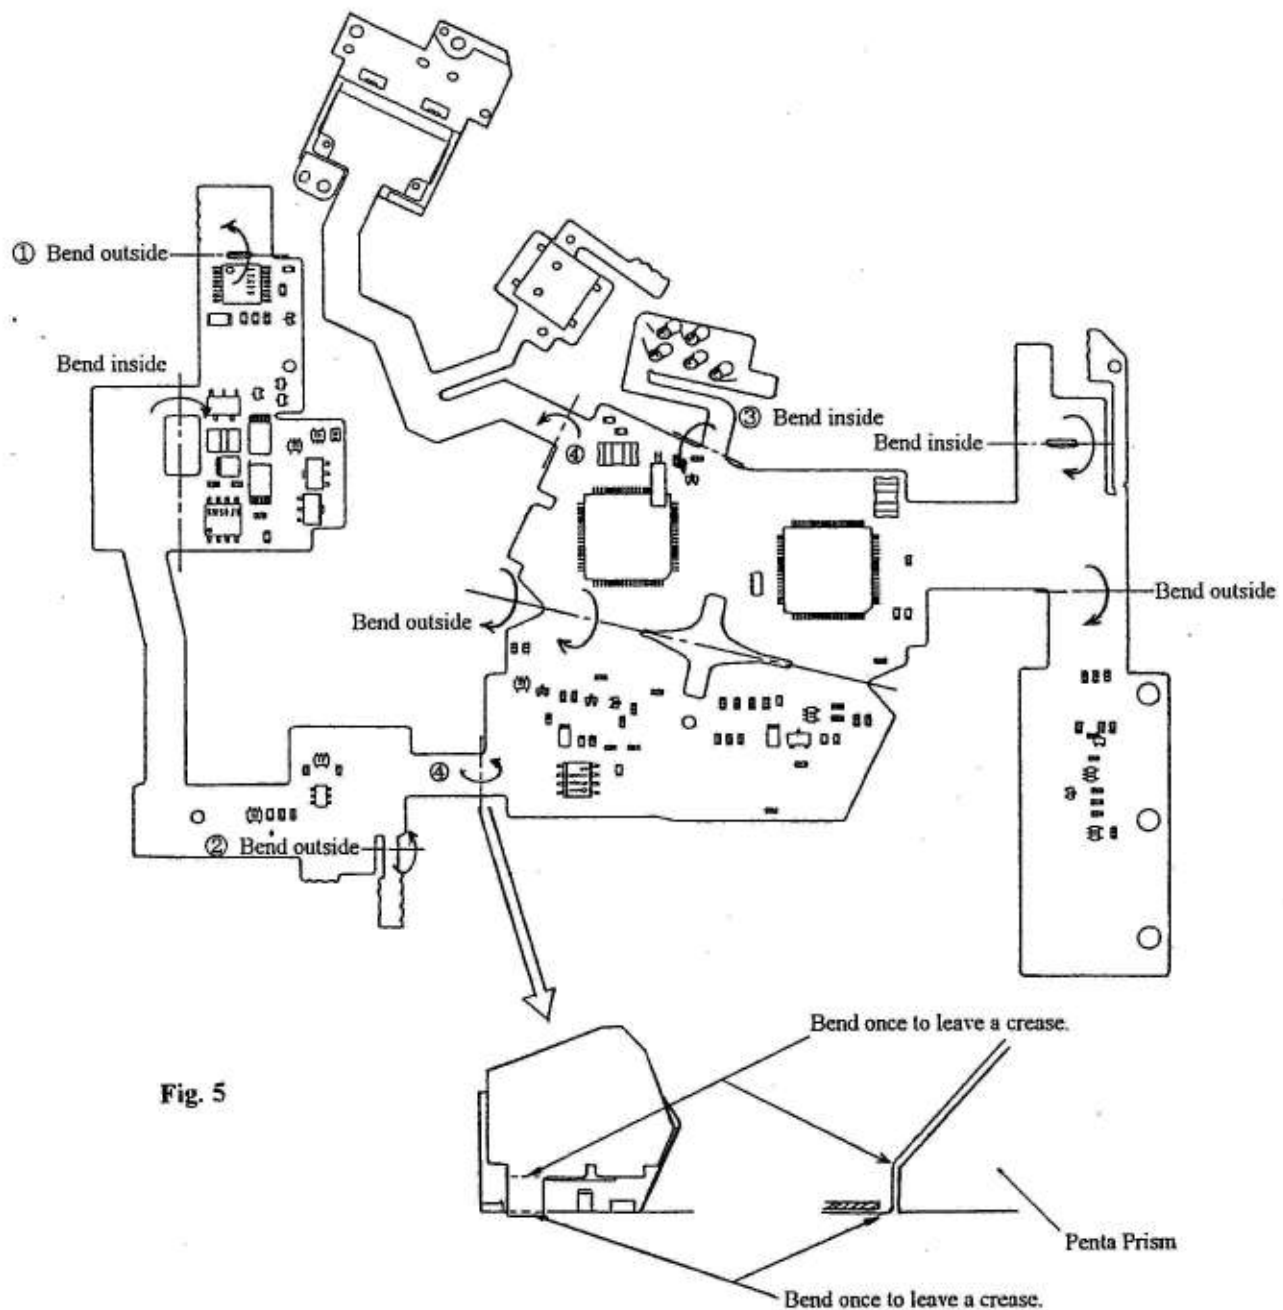 ① Bend outside
Bend inside
③ Bend inside
Bend inside
④
Bend outside
Bend outside
④
② Bend outside
Bend once to leave a crease.
Fig. 5
Penta Prism
Bend once to leave a crease.